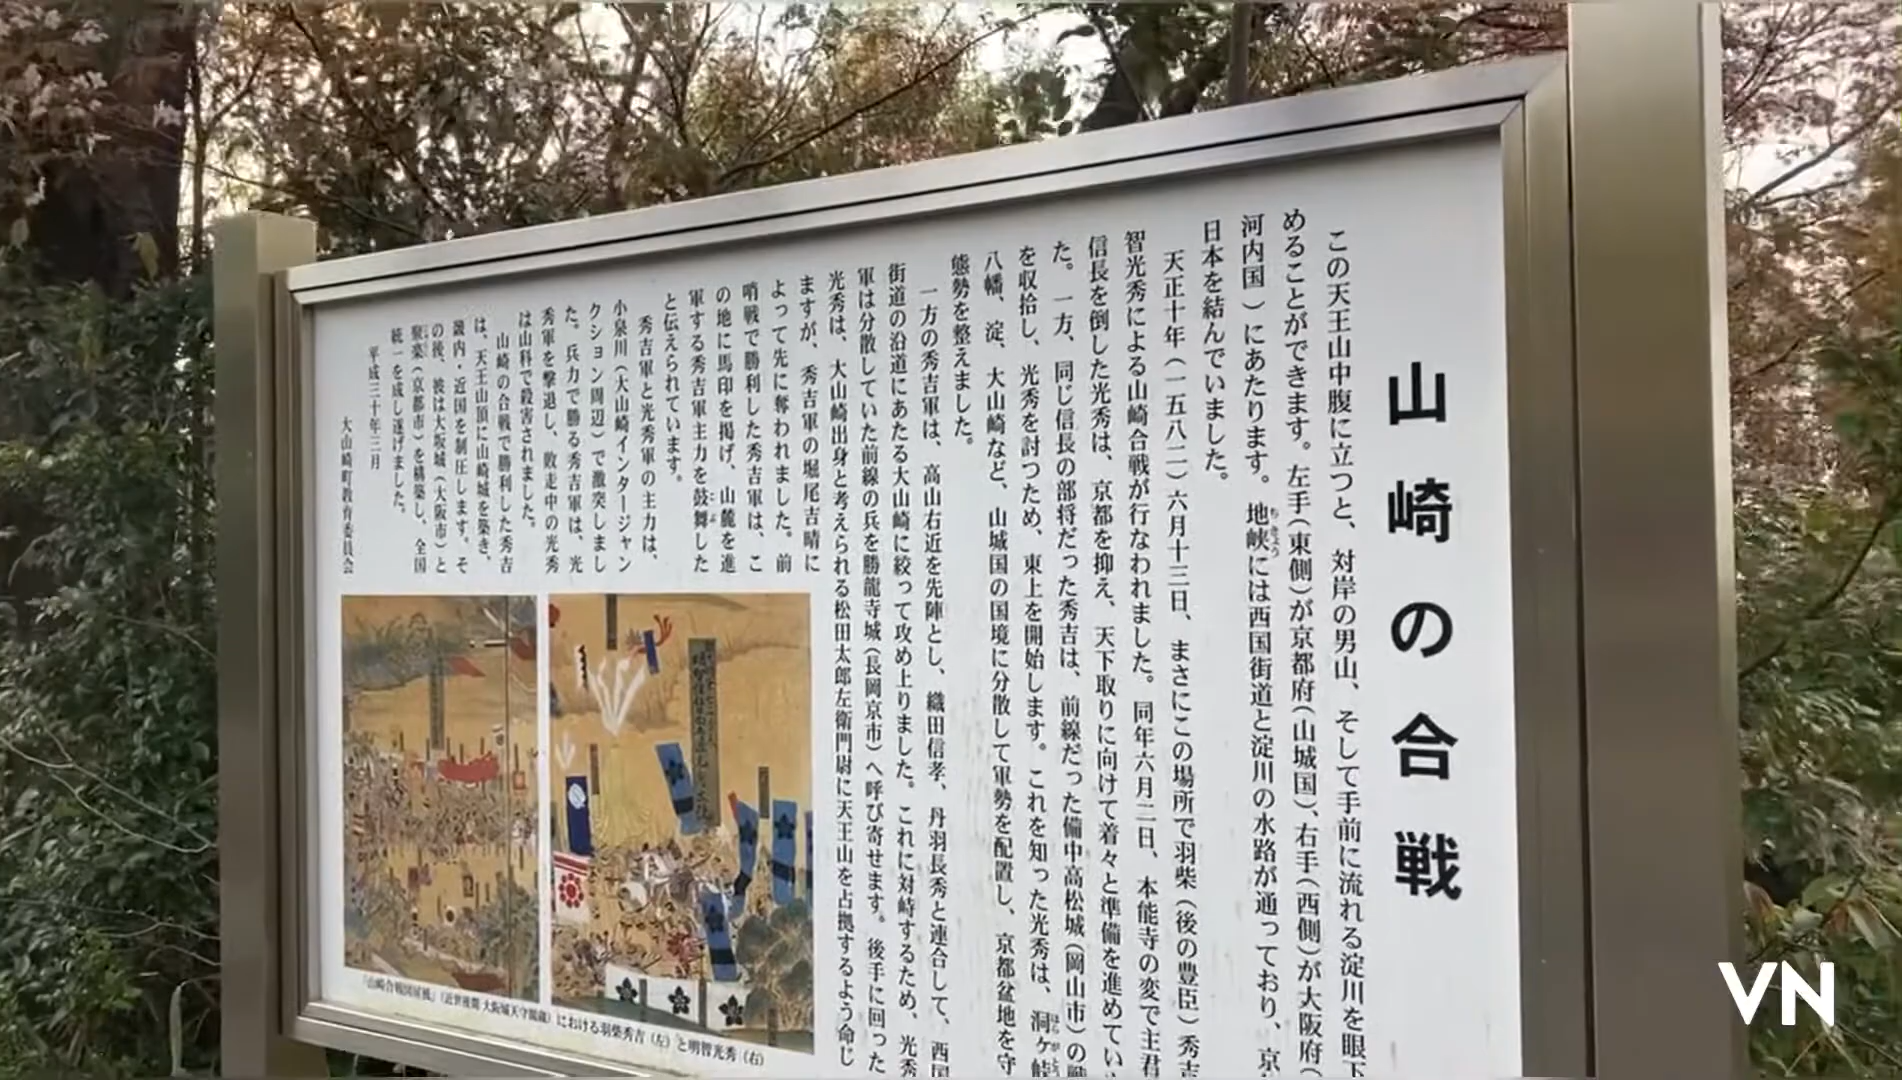 山崎の合戦
この天王山中腹に立つと、対岸の男山、そして手前に流れる淀川を眼下
めることができます。左手（東側）が京都府（山城国）、右手（西側）が大阪府（
河内国）にあたります。地峡には西国街道と淀川の水路が通っており、京
日本を結んでいました。
天正十年（一五八二）六月十三日、まさにこの場所で羽柴（後の豊臣）秀吉
智光秀による山崎合戦が行なわれました。同年六月二日、本能寺の変で主君
信長を倒した光秀は、京都を抑え、天下取りに向けて着々と準備を進めてい
た。一方、同じ信長の部将だった秀吉は、前線だった備中高松城（岡山市）の戦
を収拾し、光秀を討つため、東上を開始します。これを知った光秀は、洞ヶ峠
八幡、淀、大山崎など、山城国の国境に分散して軍勢を配置し、京都盆地を守
態勢を整えました。
一方の秀吉軍は、高山右近を先陣とし、織田信孝、丹羽長秀と連合して、西国
街道の沿道にあたる大山崎に絞って攻め上りました。これに対峙するため、光秀
軍は分散していた前線の兵を勝龍寺城（長岡京市）へ呼び寄せます。後手に回った
光秀は、大山崎出身と考えられる松田太郎左衛門尉に天王山を占拠するよう命じ
ますが、秀吉軍の堀尾吉晴に
よって先に奪われました。前
哨戦で勝利した秀吉軍は、こ
の地に馬印を掲げ、山麓を進
軍する秀吉軍主力を鼓舞した
と伝えられています。
秀吉軍と光秀軍の主力は、
小泉川（大山崎インタージャン
クション周辺）で激突しまし
た。兵力で勝る秀吉軍は、光
秀軍を撃退し、敗走中の光秀
は山科で殺害されました。
山崎の合戦で勝利した秀吉
は、天王山頂に山崎城を築き、
畿内・近国を制圧します。そ
の後、彼は大坂城（大阪市）と
聚楽（京都市）を構築し、全国
統一を成し遂げました。
平成三十年三月
大山崎町教育委員会
「山崎合戦図屏風」（近世後期 大阪城天守閣蔵）における羽柴秀吉（左）と明智光秀（右）
VN